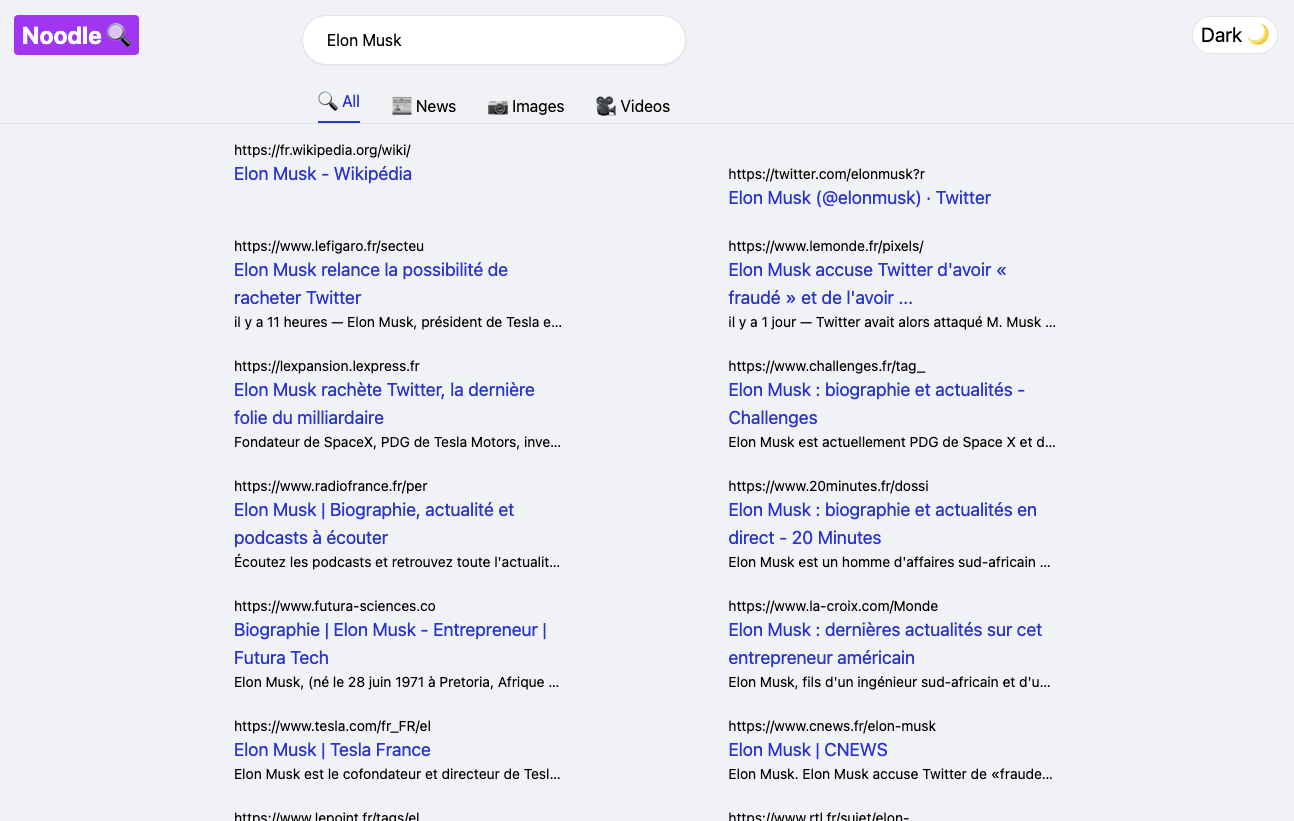 Noodle
Elon Musk
Dark
All
News
Images
Videos
https://fr.wikipedia.org/wiki/
Elon Musk - Wikipédia
https://twitter.com/elonmusk?r
Elon Musk (@elonmusk) · Twitter
https://www.lefigaro.fr/secteu
Elon Musk relance la possibilité de
racheter Twitter
il y a 11 heures — Elon Musk, président de Tesla e...
https://www.lemonde.fr/pixels/
Elon Musk accuse Twitter d'avoir «
fraudé » et de l'avoir ...
il y a 1 jour — Twitter avait alors attaqué M. Musk ...
https://lexpansion.lexpress.fr
Elon Musk rachète Twitter, la dernière
folie du milliardaire
Fondateur de SpaceX, PDG de Tesla Motors, inve...
https://www.challenges.fr/tag_
Elon Musk : biographie et actualités -
Challenges
Elon Musk est actuellement PDG de Space X et d...
https://www.radiofrance.fr/per
Elon Musk | Biographie, actualité et
podcasts à écouter
Écoutez les podcasts et retrouvez toute l'actualit...
https://www.20minutes.fr/dossi
Elon Musk : biographie et actualités en
direct - 20 Minutes
Elon Musk est un homme d'affaires sud-africain ...
https://www.futura-sciences.co
Biographie | Elon Musk - Entrepreneur |
Futura Tech
Elon Musk, (né le 28 juin 1971 à Pretoria, Afrique ...
https://www.la-croix.com/Monde
Elon Musk : dernières actualités sur cet
entrepreneur américain
Elon Musk, fils d'un ingénieur sud-africain et d'u...
https://www.tesla.com/fr_FR/el
Elon Musk | Tesla France
Elon Musk est le cofondateur et directeur de Tesl...
https://www.cnews.fr/elon-musk
Elon Musk | CNEWS
Elon Musk. Elon Musk accuse Twitter de «fraude...
https://www.lepoint.fr/tags/el
https://www.rtl.fr/sujet/elon-